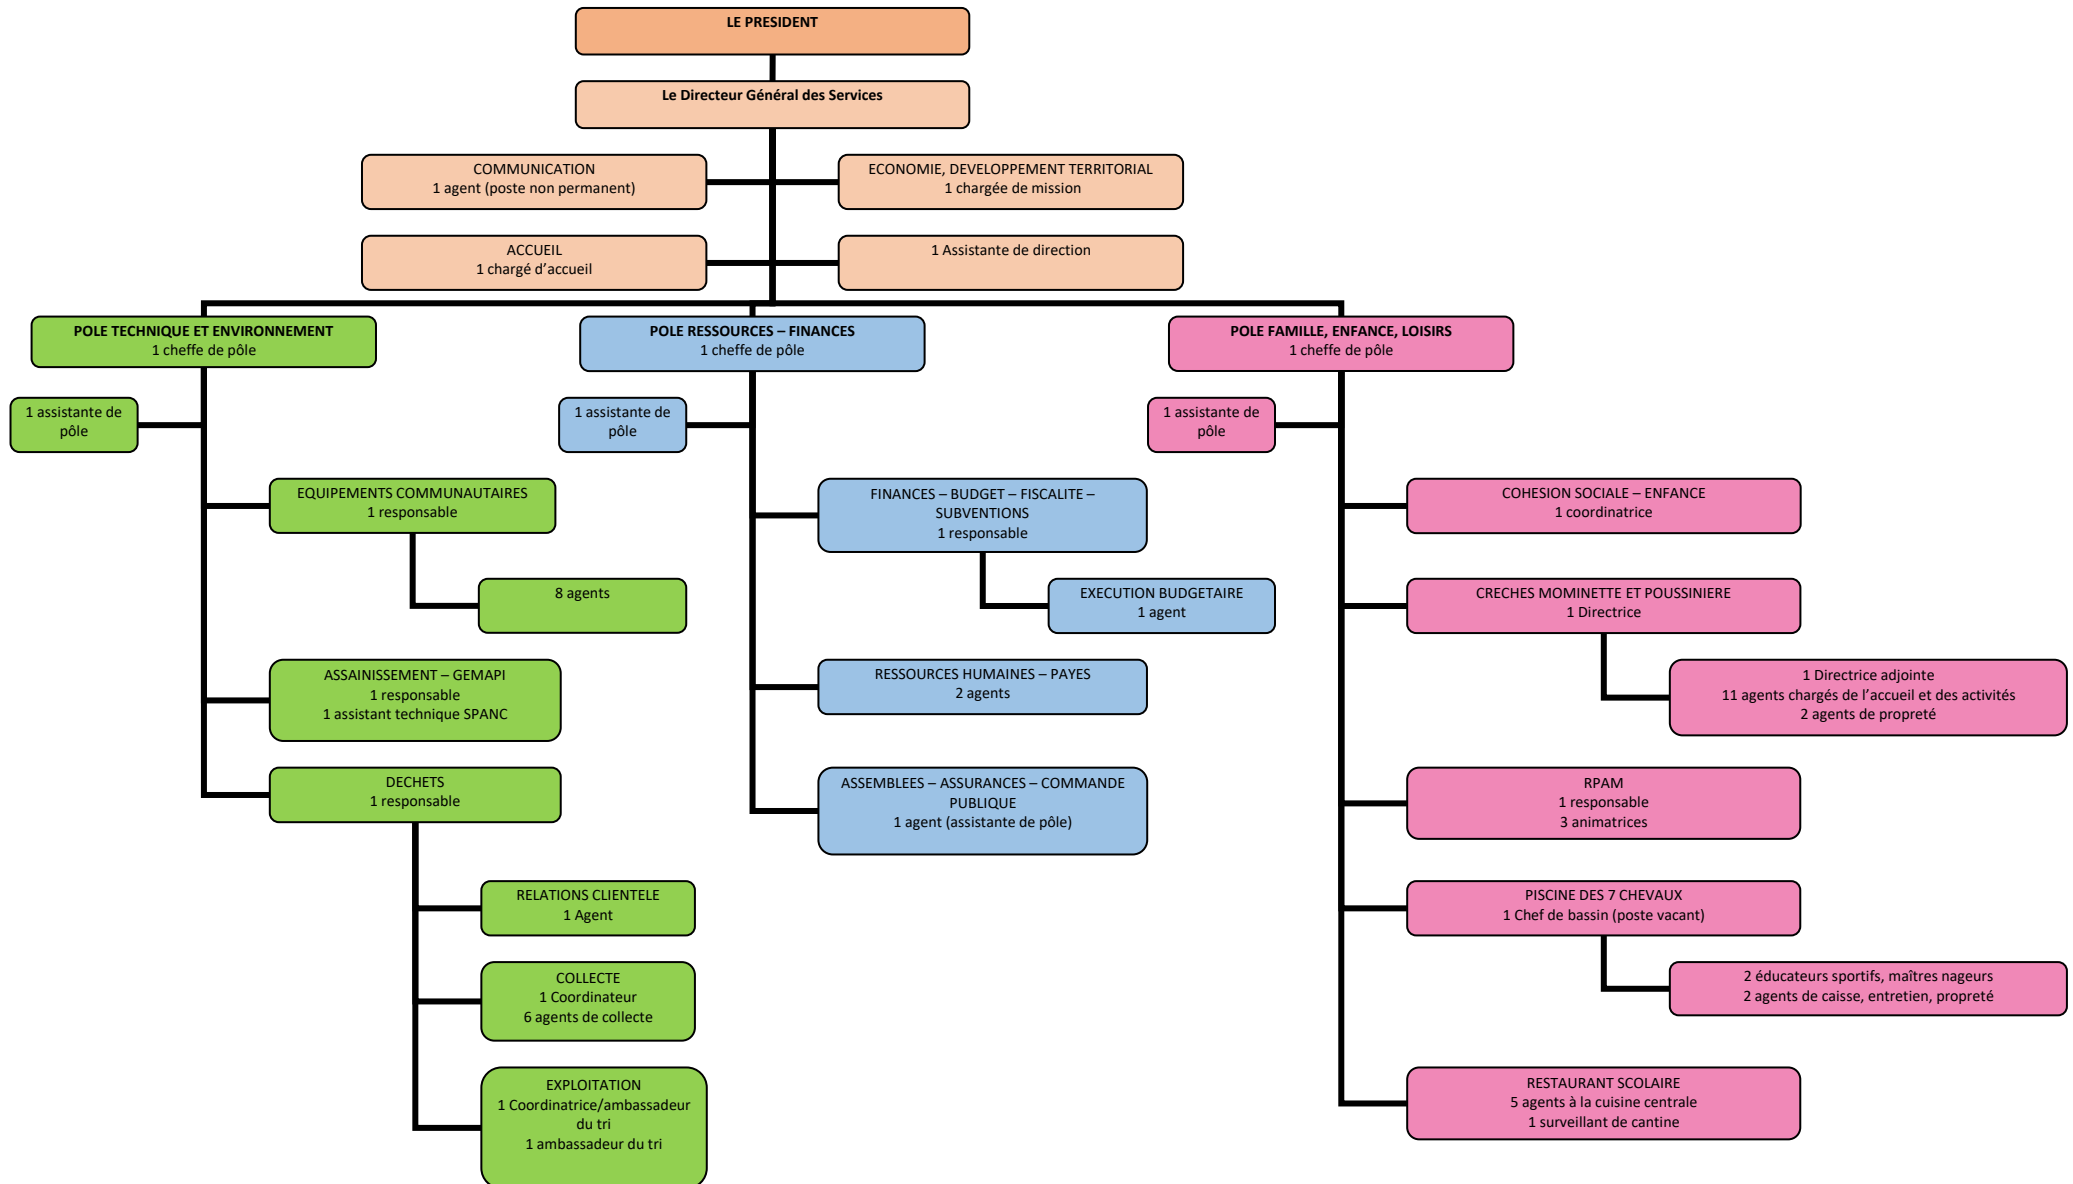 LE PRESIDENT
Le Directeur Général des Services
COMMUNICATION
1 agent (poste non permanent)
ECONOMIE, DEVELOPPEMENT TERRITORIAL
1 chargée de mission
ACCUEIL
1 chargé d’accueil
1 Assistante de direction
POLE TECHNIQUE ET ENVIRONNEMENT
1 cheffe de pôle
1 assistante de
pôle
EQUIPEMENTS COMMUNAUTAIRES
1 responsable
8 agents
ASSAINISSEMENT – GEMAPI
1 responsable
1 assistant technique SPANC
DECHETS
1 responsable
RELATIONS CLIENTELE
1 Agent
COLLECTE
1 Coordinateur
6 agents de collecte
EXPLOITATION
1 Coordinatrice/ambassadeur
du tri
1 ambassadeur du tri
POLE RESSOURCES – FINANCES
1 cheffe de pôle
1 assistante de
pôle
FINANCES – BUDGET – FISCALITE –
SUBVENTIONS
1 responsable
EXECUTION BUDGETAIRE
1 agent
RESSOURCES HUMAINES – PAYES
2 agents
ASSEMBLEES – ASSURANCES – COMMANDE
PUBLIQUE
1 agent (assistante de pôle)
POLE FAMILLE, ENFANCE, LOISIRS
1 cheffe de pôle
1 assistante de
pôle
COHESION SOCIALE – ENFANCE
1 coordinatrice
CRECHES MOMINETTE ET POUSSINIERE
1 Directrice
1 Directrice adjointe
11 agents chargés de l’accueil et des activités
2 agents de propreté
RPAM
1 responsable
3 animatrices
PISCINE DES 7 CHEVAUX
1 Chef de bassin (poste vacant)
2 éducateurs sportifs, maîtres nageurs
2 agents de caisse, entretien, propreté
RESTAURANT SCOLAIRE
5 agents à la cuisine centrale
1 surveillant de cantine